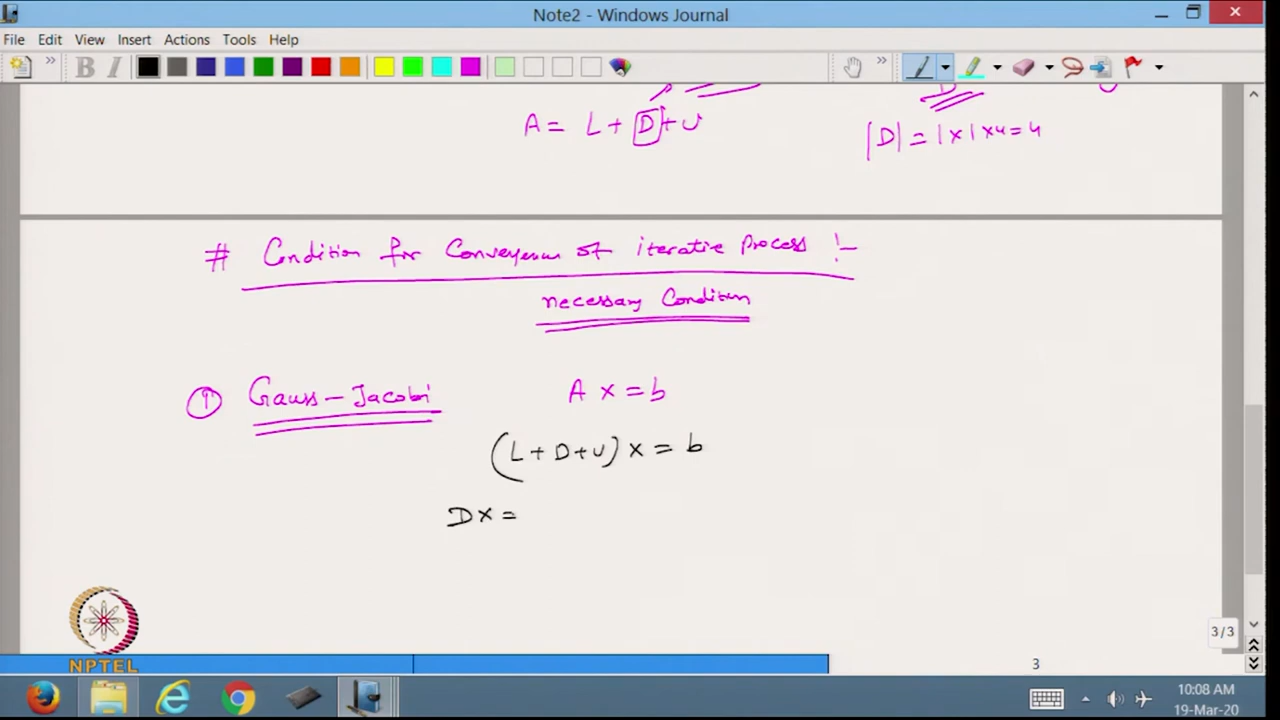 Note2 - Windows Journal
File Edit View Insert Actions Tools Help
A = L + D + U
|D| = 1 x 1 x 4 = 4
# Condition for Convergence of iterative Process :-
necessary Condition
① Gauss - Jacobi
A x = b
(L + D + U) x = b
D x =
NPTEL
3/3
3
10:08 AM
19-Mar-20